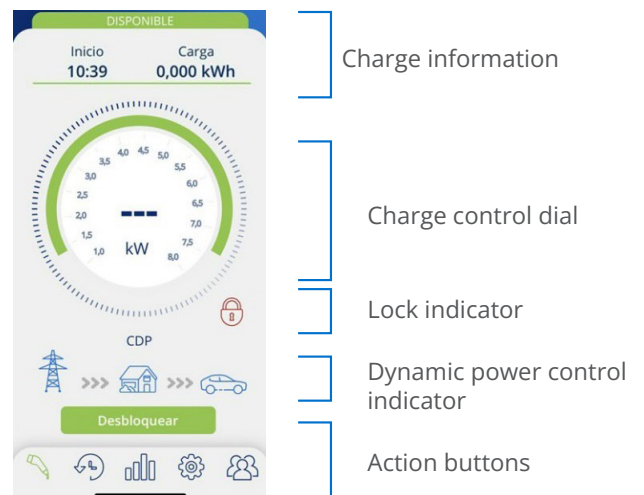 DISPONIBLE
Inicio Carga
10:39 0,000 kWh
Charge information
4,0 4,5 5,0
3,5 5,5
3,0 6,0
2,5 6,5
2,0 --- 7,0
1,5 7,5
1,0 kW 8,0
Charge control dial
Lock indicator
CDP
Dynamic power control
indicator
Desbloquear
Action buttons